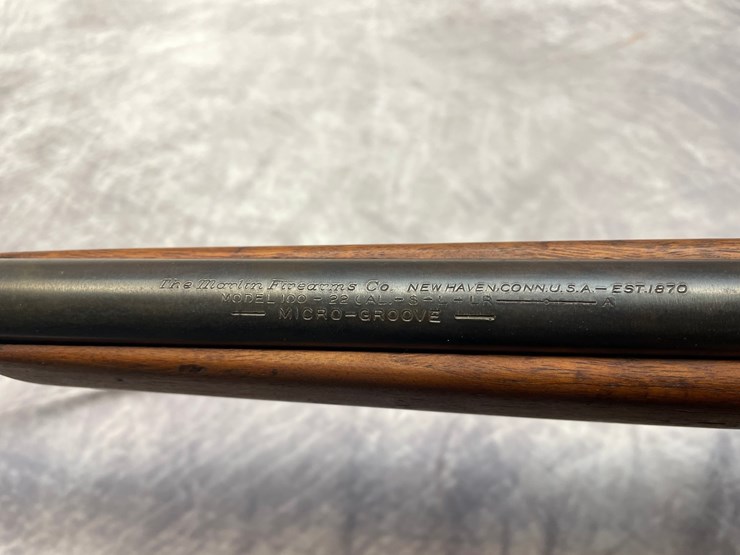 The Marlin Firearms Co. NEW HAVEN.CONN.U.S.A.— EST.1870
MODEL 100 – 22 CAL.–S–L–LR — A
— MICRO-GROOVE —